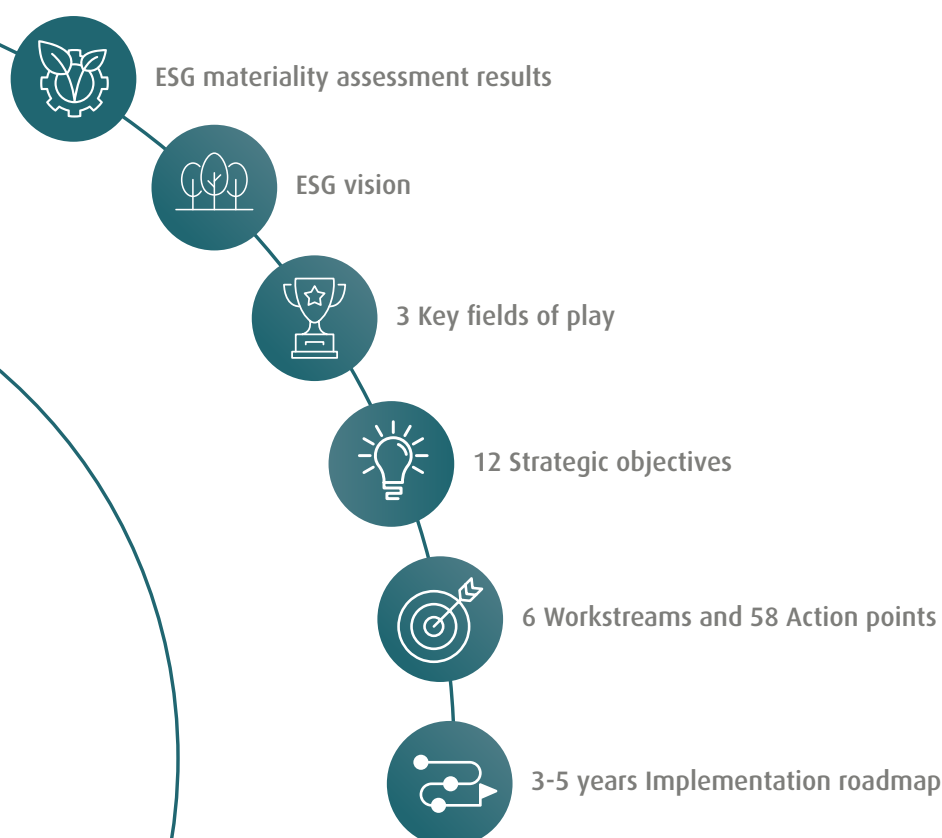 ESG materiality assessment results
ESG vision
3 Key fields of play
12 Strategic objectives
6 Workstreams and 58 Action points
3-5 years Implementation roadmap